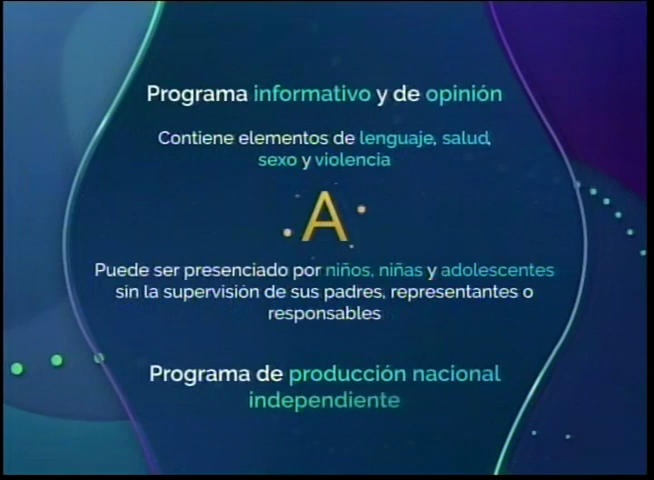 Programa informativo y de opinión
Contiene elementos de lenguaje, salud,
sexo y violencia
A
Puede ser presenciado por niños, niñas y adolescentes
sin la supervisión de sus padres, representantes o
responsables
Programa de producción nacional
independiente